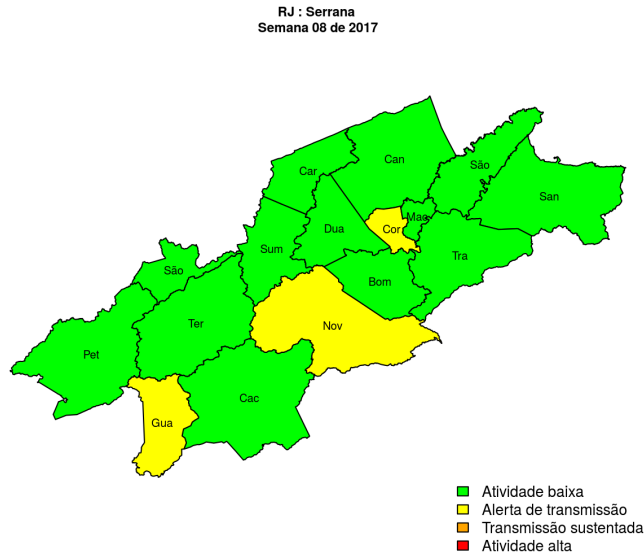 RJ : Serrana
Semana 08 de 2017
Can
São
Car
San
Mac
Cor
Dua
Sum
Tra
São
Bom
Ter
Nov
Pet
Cac
Gua
Atividade baixa
Alerta de transmissão
Transmissão sustentada
Atividade alta